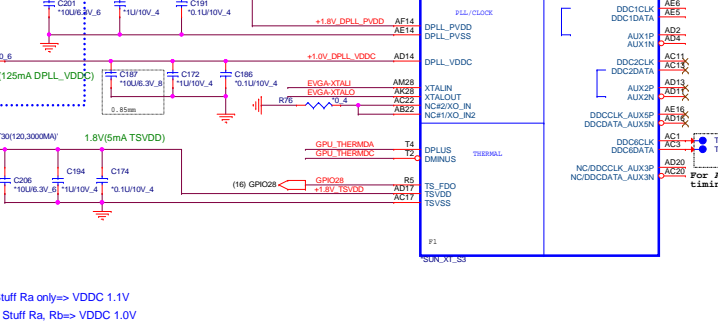 C201
*10U/6.3V_6
*1U/10V_4
C191
*0.1U/10V_4
+1.8V_DPLL_PVDD
AF14
AE14
DPLL_PVDD
DPLL_PVSS
PLL/CLOCK
DDC1CLK
DDC1DATA
AE6
AE5
AUX1P
AUX1N
AD2
AD4
0_6
+1.0V_DPLL_VDDC
AD14
DPLL_VDDC
DDC2CLK
DDC2DATA
AC11
AC13
(125mA DPLL_VDDC)
C187
*10U/6.3V_8
C172
*1U/10V_4
C186
*0.1U/10V_4
0.85mm
EVGA-XTALI
EVGA-XTALO
AM28
AK28
AC22
AB22
XTALIN
XTALOUT
NC#2/XO_IN
NC#1/XO_IN2
R76
*0_4
AUX2P
AUX2N
AD13
AD11
DDCCLK_AUX5P
DDCDATA_AUX5N
AE16
AD16
T30(120,3000MA)'
1.8V(5mA TSVDD)
GPU_THERMDA
GPU_THERMDC
T4
T2
DPLUS
DMINUS
THERMAL
DDC6CLK
DDC6DATA
AC1
AC3
NC/DDCCLK_AUX3P
NC/DDCDATA_AUX3N
AD20
AC20
For
timin
C206
*10U/6.3V_6
C194
*1U/10V_4
C174
*0.1U/10V_4
(16) GPIO28
GPIO28
+1.8V_TSVDD
R5
AD17
AC17
TS_FDO
TSVDD
TSVSS
F1
*SUN_XT_S3
Stuff Ra only=> VDDC 1.1V
Stuff Ra, Rb=> VDDC 1.0V